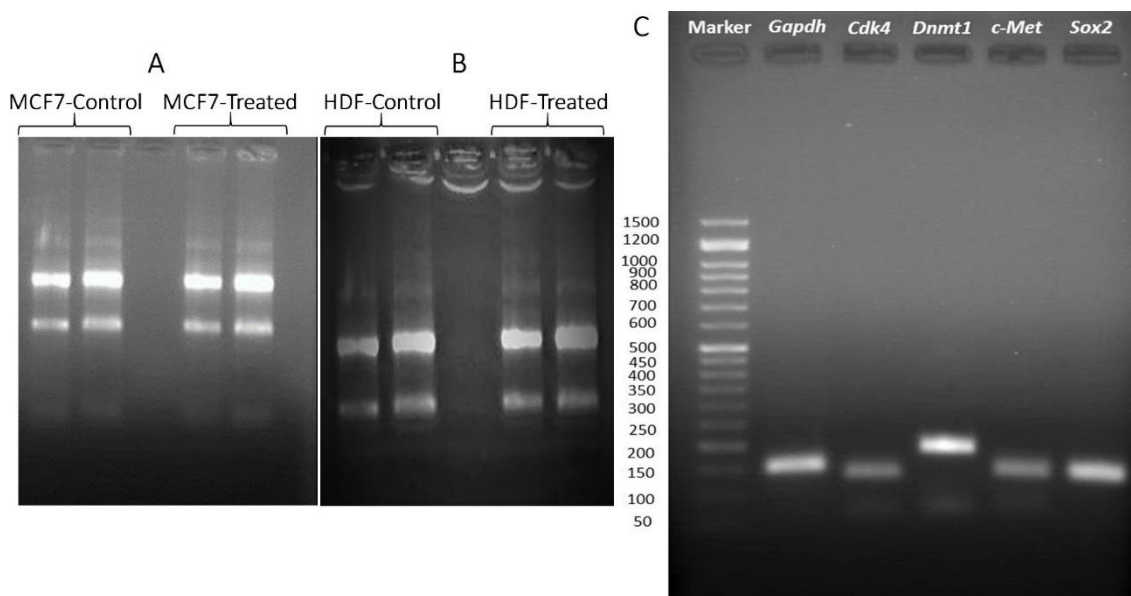 A
MCF7-Control MCF7-Treated
B
HDF-Control HDF-Treated
C
Marker Gapdh Cdk4 Dnmt1 c-Met Sox2
1500
1200
1000
900
800
700
600
500
450
400
350
300
250
200
150
100
50